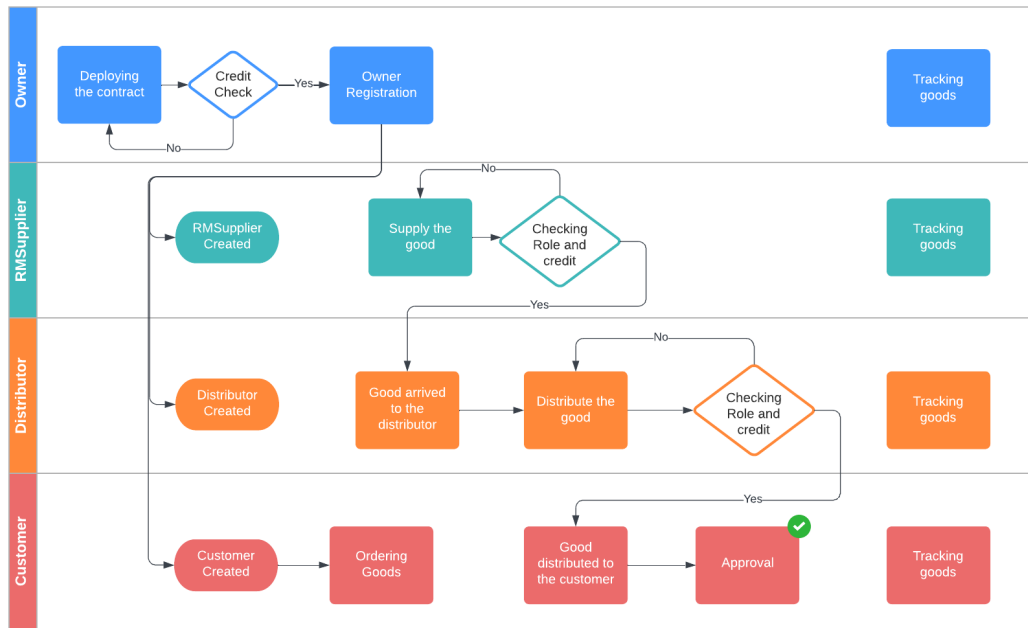 Owner
Deploying
the contract
Credit
Check
Yes
Owner
Registration
Tracking
goods
No
RMSupplier
RMSupplier
Created
No
Supply the
good
Checking
Role and
credit
Tracking
goods
Yes
Distributor
Distributor
Created
Good arrived
to the
distributor
No
Distribute the
good
Checking
Role and
credit
Tracking
goods
Yes
Customer
Customer
Created
Ordering
Goods
Good
distributed to
the customer
Approval
Tracking
goods